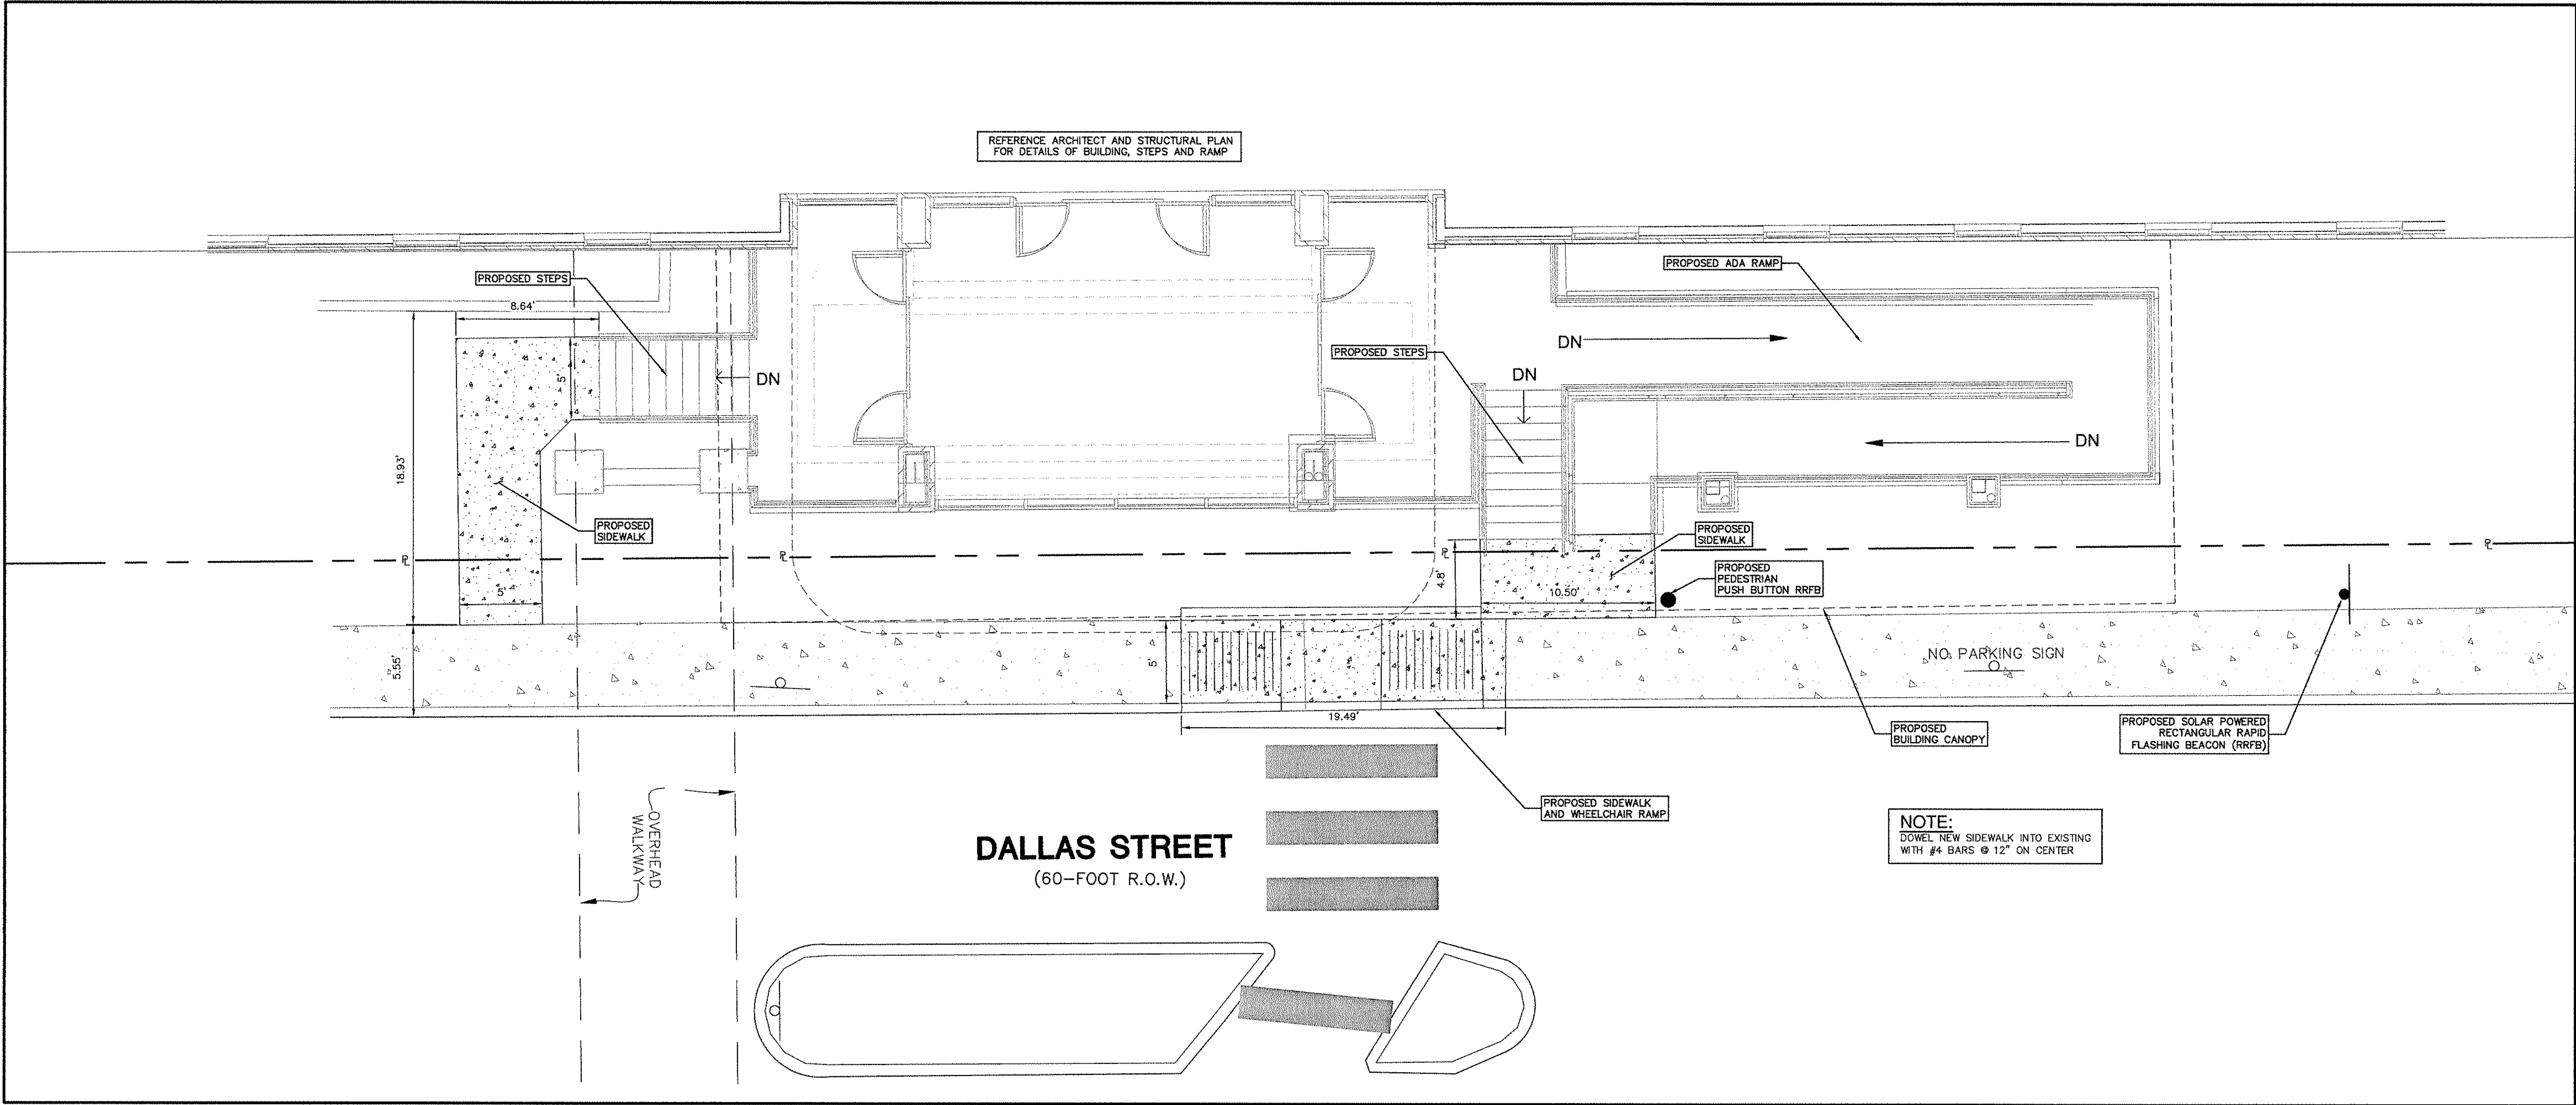 REFERENCE ARCHITECT AND STRUCTURAL PLAN
FOR DETAILS OF BUILDING, STEPS AND RAMP
PROPOSED STEPS
8.64'
PROPOSED ADA RAMP
DN
PROPOSED STEPS
DN
DN
5'
DN
18.93'
PROPOSED
SIDEWALK
PROPOSED
SIDEWALK
PROPOSED
PEDESTRIAN
PUSH BUTTON RRFB
4.8'
10.50'
5'
5.55'
5'
NO PARKING SIGN
19.49'
PROPOSED
BUILDING CANOPY
PROPOSED SOLAR POWERED
RECTANGULAR RAPID
FLASHING BEACON (RRFB)
PROPOSED SIDEWALK
AND WHEELCHAIR RAMP
OVERHEAD
WALKWAY
DALLAS STREET
(60-FOOT R.O.W.)
NOTE:
DOWEL NEW SIDEWALK INTO EXISTING
WITH #4 BARS @ 12" ON CENTER